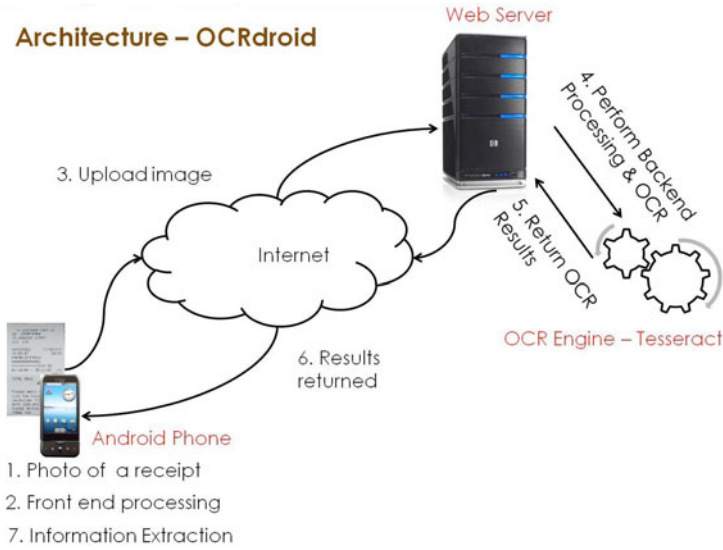 Architecture – OCRdroid
Web Server
4. Perform Backend
Processing & OCR
3. Upload image
5. Return OCR
Results
Internet
OCR Engine – Tesseract
6. Results
returned
Android Phone
1. Photo of a receipt
2. Front end processing
7. Information Extraction